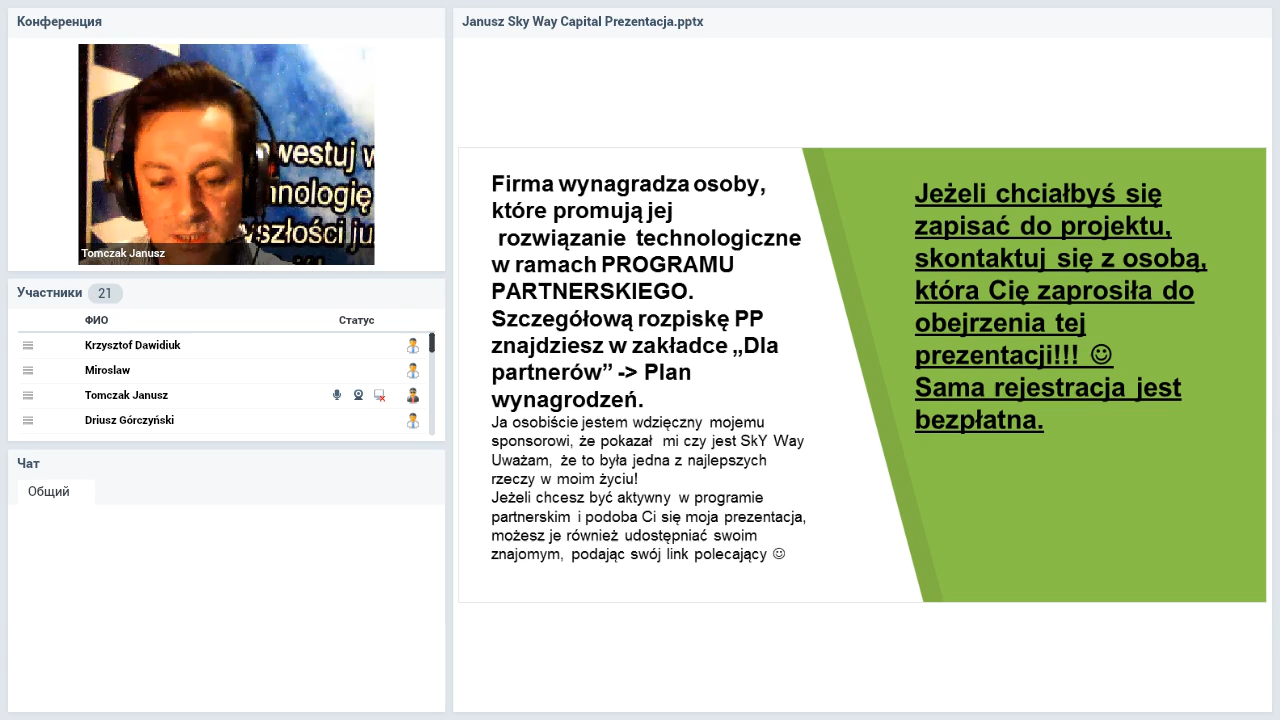 Конференция
nwestuj w
nnologię
wszłości ju
Tomczak Janusz
Участники 21
ФИО Статус
Krzysztof Dawidiuk
Miroslaw
Tomczak Janusz
Driusz Górczyński
Чат
Общий
Janusz Sky Way Capital Prezentacja.pptx
Firma wynagradza osoby,
które promują jej
rozwiązanie technologiczne
w ramach PROGRAMU
PARTNERSKIEGO.
Szczegółową rozpiskę PP
znajdziesz w zakładce „Dla
partnerów” -> Plan
wynagrodzeń.
Ja osobiście jestem wdzięczny mojemu
sponsorowi, że pokazał mi czy jest SkY Way
Uważam, że to była jedna z najlepszych
rzeczy w moim życiu!
Jeżeli chcesz być aktywny w programie
partnerskim i podoba Ci się moja prezentacja,
możesz je również udostępniać swoim
znajomym, podając swój link polecający ☺
Jeżeli chciałbyś się
zapisać do projektu,
skontaktuj się z osobą,
która Cię zaprosiła do
obejrzenia tej
prezentacji!!! ☺
Sama rejestracja jest
bezpłatna.